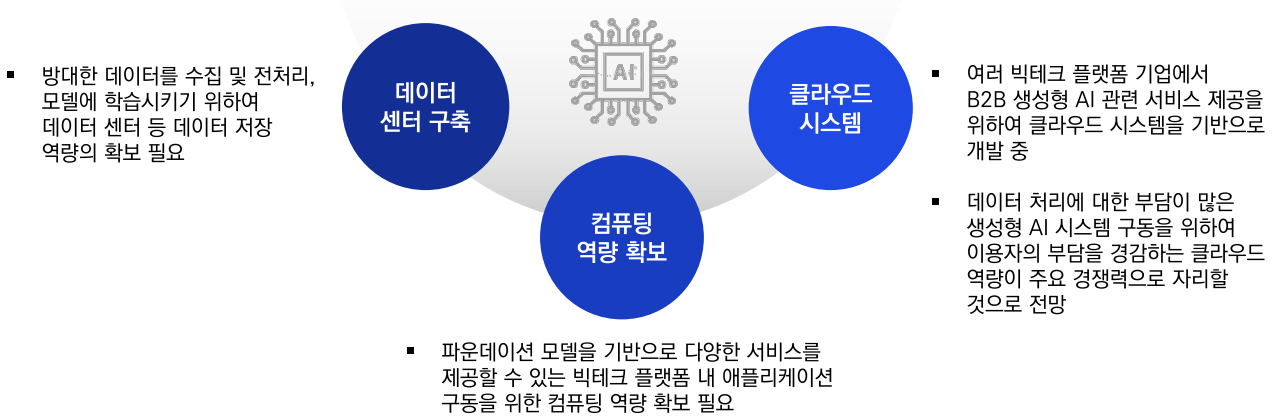 방대한 데이터를 수집 및 전처리,
모델에 학습시키기 위하여
데이터 센터 등 데이터 저장
역량의 확보 필요
데이터
센터 구축
AI
컴퓨팅
역량 확보
클라우드
시스템
여러 빅테크 플랫폼 기업에서
B2B 생성형 AI 관련 서비스 제공을
위하여 클라우드 시스템을 기반으로
개발 중
데이터 처리에 대한 부담이 많은
생성형 AI 시스템 구동을 위하여
이용자의 부담을 경감하는 클라우드
역량이 주요 경쟁력으로 자리할
것으로 전망
파운데이션 모델을 기반으로 다양한 서비스를
제공할 수 있는 빅테크 플랫폼 내 애플리케이션
구동을 위한 컴퓨팅 역량 확보 필요